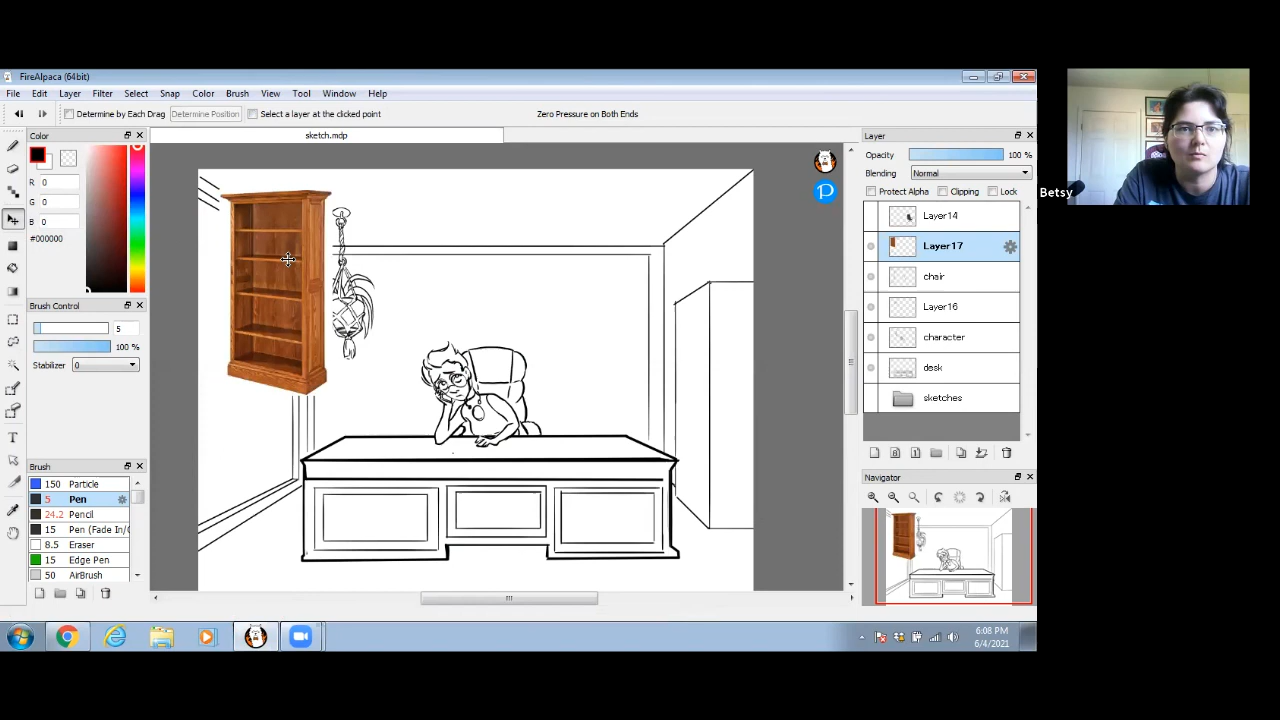 FireAlpaca (64bit)
File Edit Layer Filter Select Snap Color Brush Tool View Window Help
Determine by Each Drag Determine Position Select a layer at the clicked point Zero Pressure on Both Ends
Color
sketch.mdp
Layer
Opacity 100 %
Blending Normal
Protect Alpha Clipping Lock
R 0
G 0
B 0
#000000
Brush Control
5
100 %
Stabilizer 0
Brush
150 Particle
5 Pen
24.2 Pencil
15 Pen (Fade In/O
8.5 Eraser
15 Edge Pen
50 AirBrush
P
Layer14
Layer17
chair
Layer16
character
desk
sketches
8 1
Navigator
6:08 PM
6/4/2021
Betsy